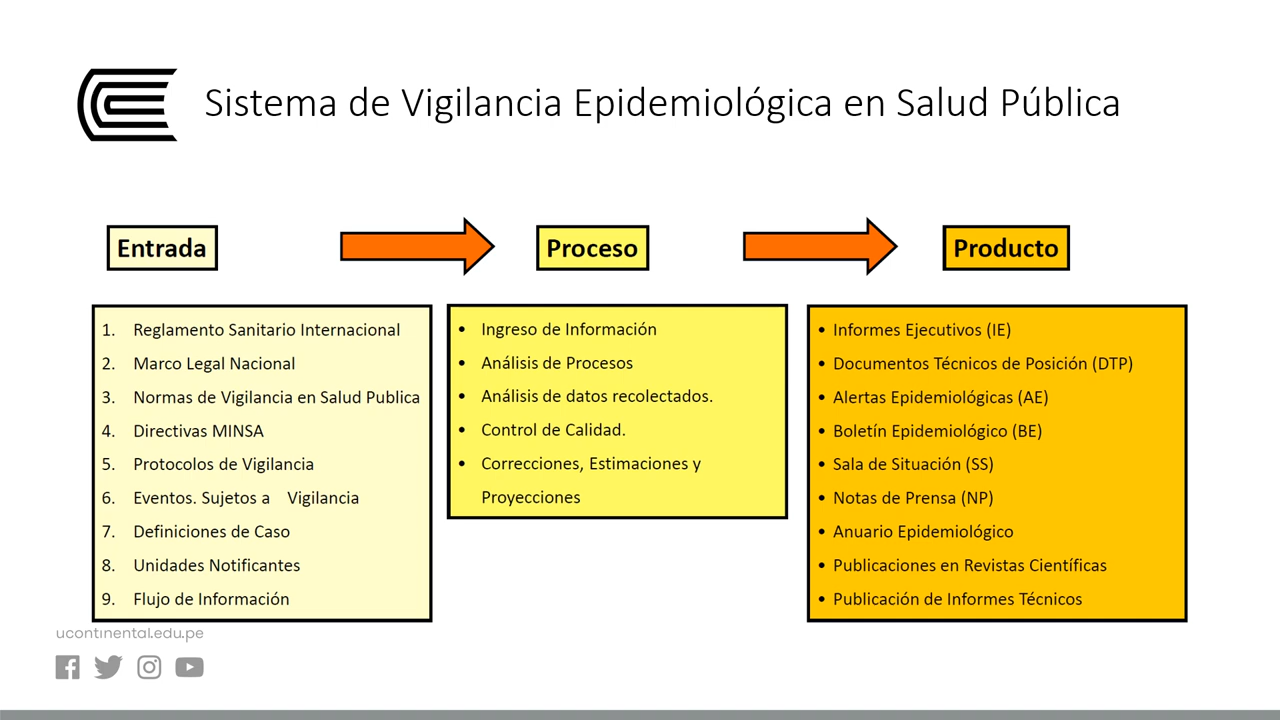 Sistema de Vigilancia Epidemiológica en Salud Pública
Entrada
Proceso
Producto
1. Reglamento Sanitario Internacional
2. Marco Legal Nacional
3. Normas de Vigilancia en Salud Publica
4. Directivas MINSA
5. Protocolos de Vigilancia
6. Eventos. Sujetos a Vigilancia
7. Definiciones de Caso
8. Unidades Notificantes
9. Flujo de Información
• Ingreso de Información
• Análisis de Procesos
• Análisis de datos recolectados.
• Control de Calidad.
• Correcciones, Estimaciones y
Proyecciones
• Informes Ejecutivos (IE)
• Documentos Técnicos de Posición (DTP)
• Alertas Epidemiológicas (AE)
• Boletín Epidemiológico (BE)
• Sala de Situación (SS)
• Notas de Prensa (NP)
• Anuario Epidemiológico
• Publicaciones en Revistas Científicas
• Publicación de Informes Técnicos
ucontinental.edu.pe